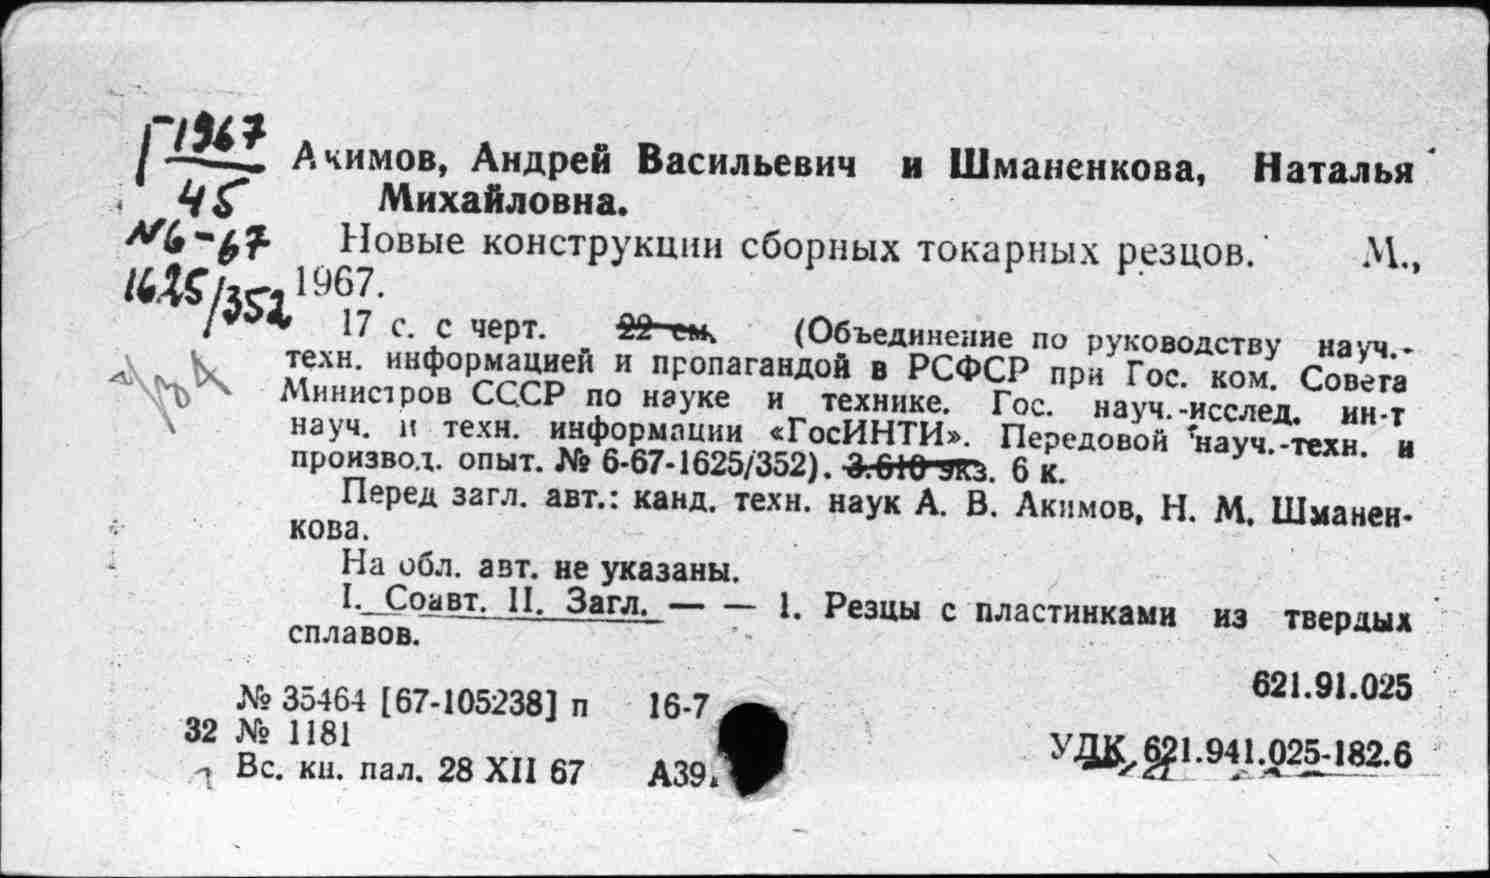 Г1967
45
N6-67
1625/352
Акимов, Андрей Васильевич и Шманенкова, Наталья
Михайловна.
Новые конструкции сборных токарных резцов. М.,
1967.
17 с. с черт. 22 см. (Объединение по руководству науч.-
техн. информацией и пропагандой в РСФСР при Гос. ком. Совета
Министров СССР по науке и технике. Гос. науч.-исслед. ин-т
науч. и техн. информации «ГосИНТИ». Передовой науч.-техн. и
производ. опыт. № 6-67-1625/352). 3.610 экз. 6 к.
Перед загл. авт.: канд. техн. наук А. В. Акимов, Н. М. Шманен-
кова.
На обл. авт. не указаны.
I. Соавт. II. Загл. — — 1. Резцы с пластинками из твердых
сплавов.
621.91.025
№ 35464 [67-105238] п 16-7
32 № 1181
УДК 621.941.025-182.6
Вс. кн. пал. 28 XII 67 А39